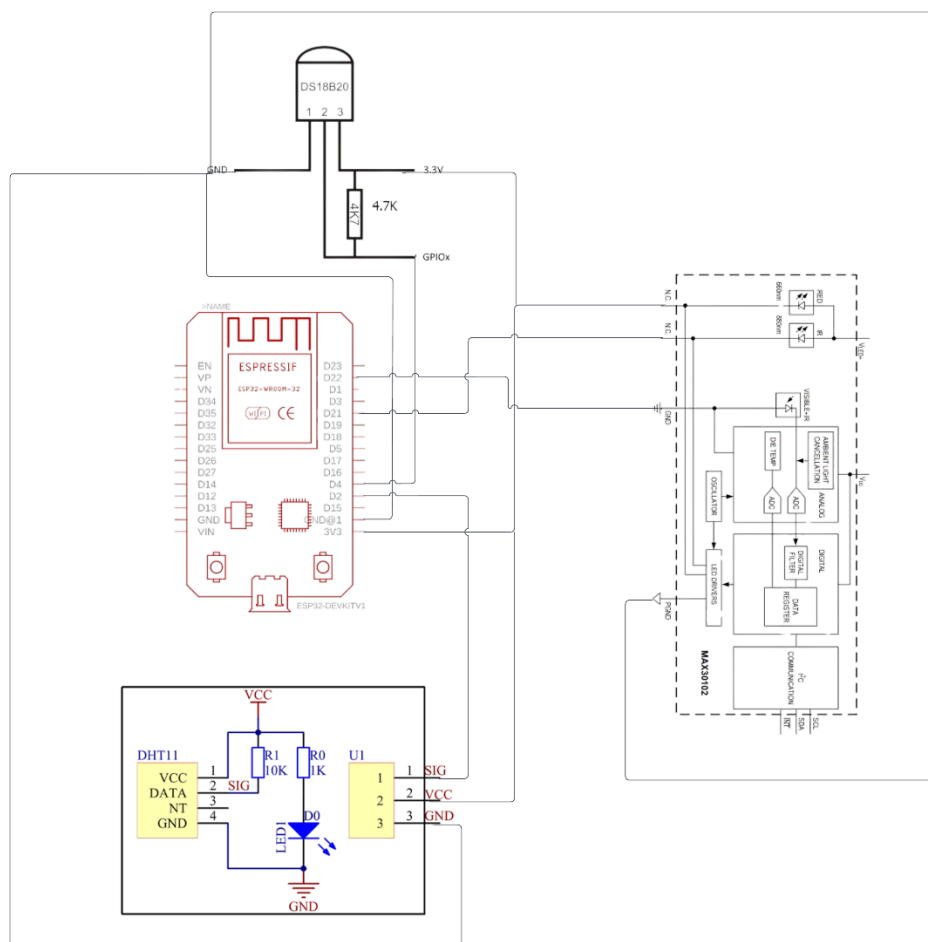 DS18B20
1 2 3
GND
3.3V
4K7
4.7K
GPIOx
>NAME
ESPRESSIF
ESP32-WROOM-32
WiFi
CE
EN
VP
VN
D34
D35
D32
D33
D25
D26
D27
D14
D12
D13
GND
VIN
D23
D22
D1
D3
D21
D19
D18
D5
D17
D16
D4
D2
D15
GND@1
3V3
ESP32-DEVKITV1
N.C.
660nm
RED
N.C.
880nm
IR
VLED+
GND
VISIBLE+IR
DIE TEMP
AMBIENT LIGHT
CANCELLATION
VCC
OSCILLATOR
ADC
ADC
ANALOG
LED DRIVERS
DIGITAL
FILTER
DIGITAL
DATA
REGISTER
PGND
MAX30102
I²C
COMMUNICATION
INT
SDA
SCL
VCC
DHT11
VCC 1
DATA 2 SIG
NT 3
GND 4
R1
10K
R0
1K
D0
LED1
GND
U1
1 1 SIG
2 2 VCC
3 3 GND